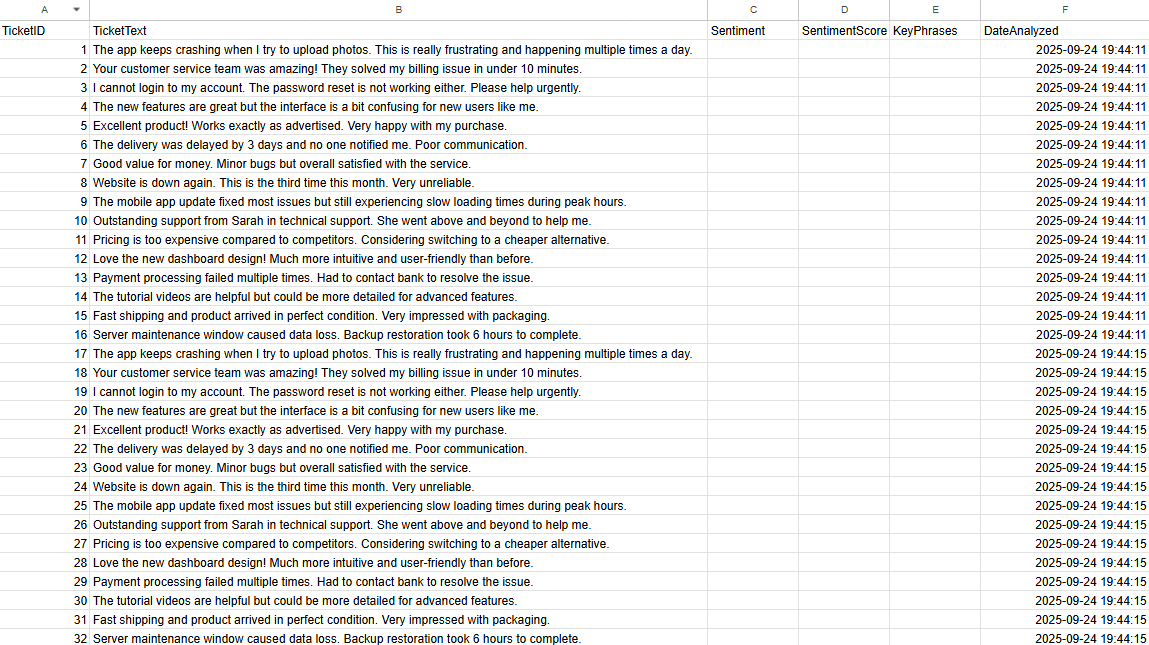 A B C D E F
TicketID TicketText Sentiment SentimentScore KeyPhrases DateAnalyzed
1 The app keeps crashing when I try to upload photos. This is really frustrating and happening multiple times a day. 2025-09-24 19:44:11
2 Your customer service team was amazing! They solved my billing issue in under 10 minutes. 2025-09-24 19:44:11
3 I cannot login to my account. The password reset is not working either. Please help urgently. 2025-09-24 19:44:11
4 The new features are great but the interface is a bit confusing for new users like me. 2025-09-24 19:44:11
5 Excellent product! Works exactly as advertised. Very happy with my purchase. 2025-09-24 19:44:11
6 The delivery was delayed by 3 days and no one notified me. Poor communication. 2025-09-24 19:44:11
7 Good value for money. Minor bugs but overall satisfied with the service. 2025-09-24 19:44:11
8 Website is down again. This is the third time this month. Very unreliable. 2025-09-24 19:44:11
9 The mobile app update fixed most issues but still experiencing slow loading times during peak hours. 2025-09-24 19:44:11
10 Outstanding support from Sarah in technical support. She went above and beyond to help me. 2025-09-24 19:44:11
11 Pricing is too expensive compared to competitors. Considering switching to a cheaper alternative. 2025-09-24 19:44:11
12 Love the new dashboard design! Much more intuitive and user-friendly than before. 2025-09-24 19:44:11
13 Payment processing failed multiple times. Had to contact bank to resolve the issue. 2025-09-24 19:44:11
14 The tutorial videos are helpful but could be more detailed for advanced features. 2025-09-24 19:44:11
15 Fast shipping and product arrived in perfect condition. Very impressed with packaging. 2025-09-24 19:44:11
16 Server maintenance window caused data loss. Backup restoration took 6 hours to complete. 2025-09-24 19:44:11
17 The app keeps crashing when I try to upload photos. This is really frustrating and happening multiple times a day. 2025-09-24 19:44:15
18 Your customer service team was amazing! They solved my billing issue in under 10 minutes. 2025-09-24 19:44:15
19 I cannot login to my account. The password reset is not working either. Please help urgently. 2025-09-24 19:44:15
20 The new features are great but the interface is a bit confusing for new users like me. 2025-09-24 19:44:15
21 Excellent product! Works exactly as advertised. Very happy with my purchase. 2025-09-24 19:44:15
22 The delivery was delayed by 3 days and no one notified me. Poor communication. 2025-09-24 19:44:15
23 Good value for money. Minor bugs but overall satisfied with the service. 2025-09-24 19:44:15
24 Website is down again. This is the third time this month. Very unreliable. 2025-09-24 19:44:15
25 The mobile app update fixed most issues but still experiencing slow loading times during peak hours. 2025-09-24 19:44:15
26 Outstanding support from Sarah in technical support. She went above and beyond to help me. 2025-09-24 19:44:15
27 Pricing is too expensive compared to competitors. Considering switching to a cheaper alternative. 2025-09-24 19:44:15
28 Love the new dashboard design! Much more intuitive and user-friendly than before. 2025-09-24 19:44:15
29 Payment processing failed multiple times. Had to contact bank to resolve the issue. 2025-09-24 19:44:15
30 The tutorial videos are helpful but could be more detailed for advanced features. 2025-09-24 19:44:15
31 Fast shipping and product arrived in perfect condition. Very impressed with packaging. 2025-09-24 19:44:15
32 Server maintenance window caused data loss. Backup restoration took 6 hours to complete. 2025-09-24 19:44:15